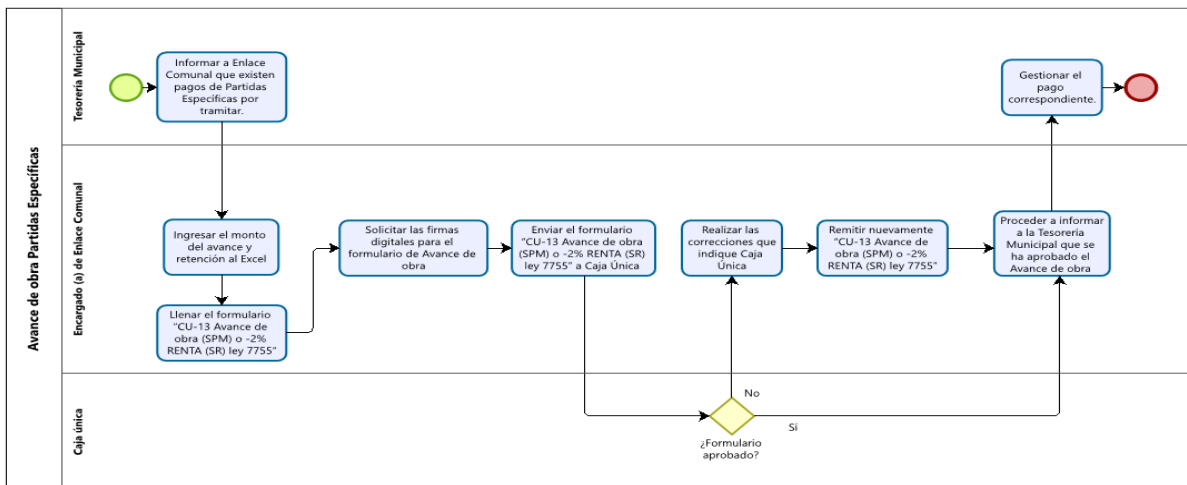 Avance de obra Partidas Específicas
Tesorería Municipal
Informar a Enlace
Comunal que existen
pagos de Partidas
Específicas por
tramitar.
Gestionar el
pago
correspondiente.
Encargado (a) de Enlace Comunal
Ingresar el monto
del avance y
retención al Excel
Llenar el formulario
"CU-13 Avance de
obra (SPM) o -2%
RENTA (SR) ley 7755"
Solicitar las firmas
digitales para el
formulario de Avance de
obra
Enviar el formulario
"CU-13 Avance de obra
(SPM) o -2% RENTA (SR)
ley 7755" a Caja Única
Realizar las
correcciones que
indique Caja
Única
Remitir nuevamente
"CU-13 Avance de
obra (SPM) o -2%
RENTA (SR) ley 7755"
Proceder a informar
a la Tesorería
Municipal que se
ha aprobado el
Avance de obra
Caja única
No
Si
¿Formulario
aprobado?